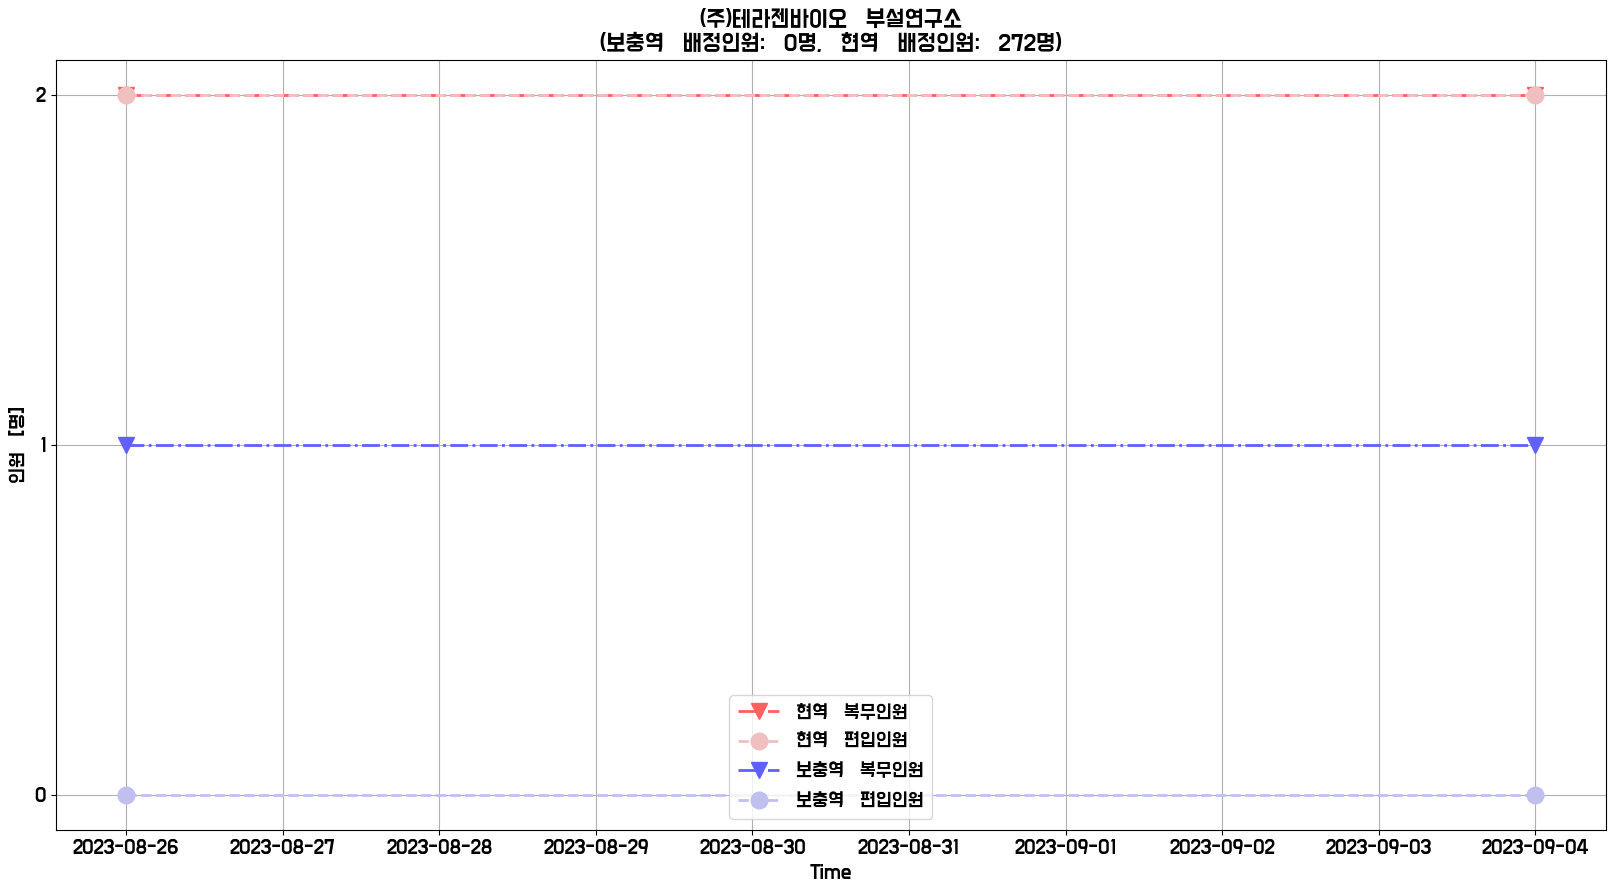 (주)테라젠바이오 부설연구소
(보충역 배정인원: 0명, 현역 배정인원: 272명)
2
1
0
인원 [명]
현역 복무인원
현역 편입인원
보충역 복무인원
보충역 편입인원
2023-08-26 2023-08-27 2023-08-28 2023-08-29 2023-08-30 2023-08-31 2023-09-01 2023-09-02 2023-09-03 2023-09-04
Time